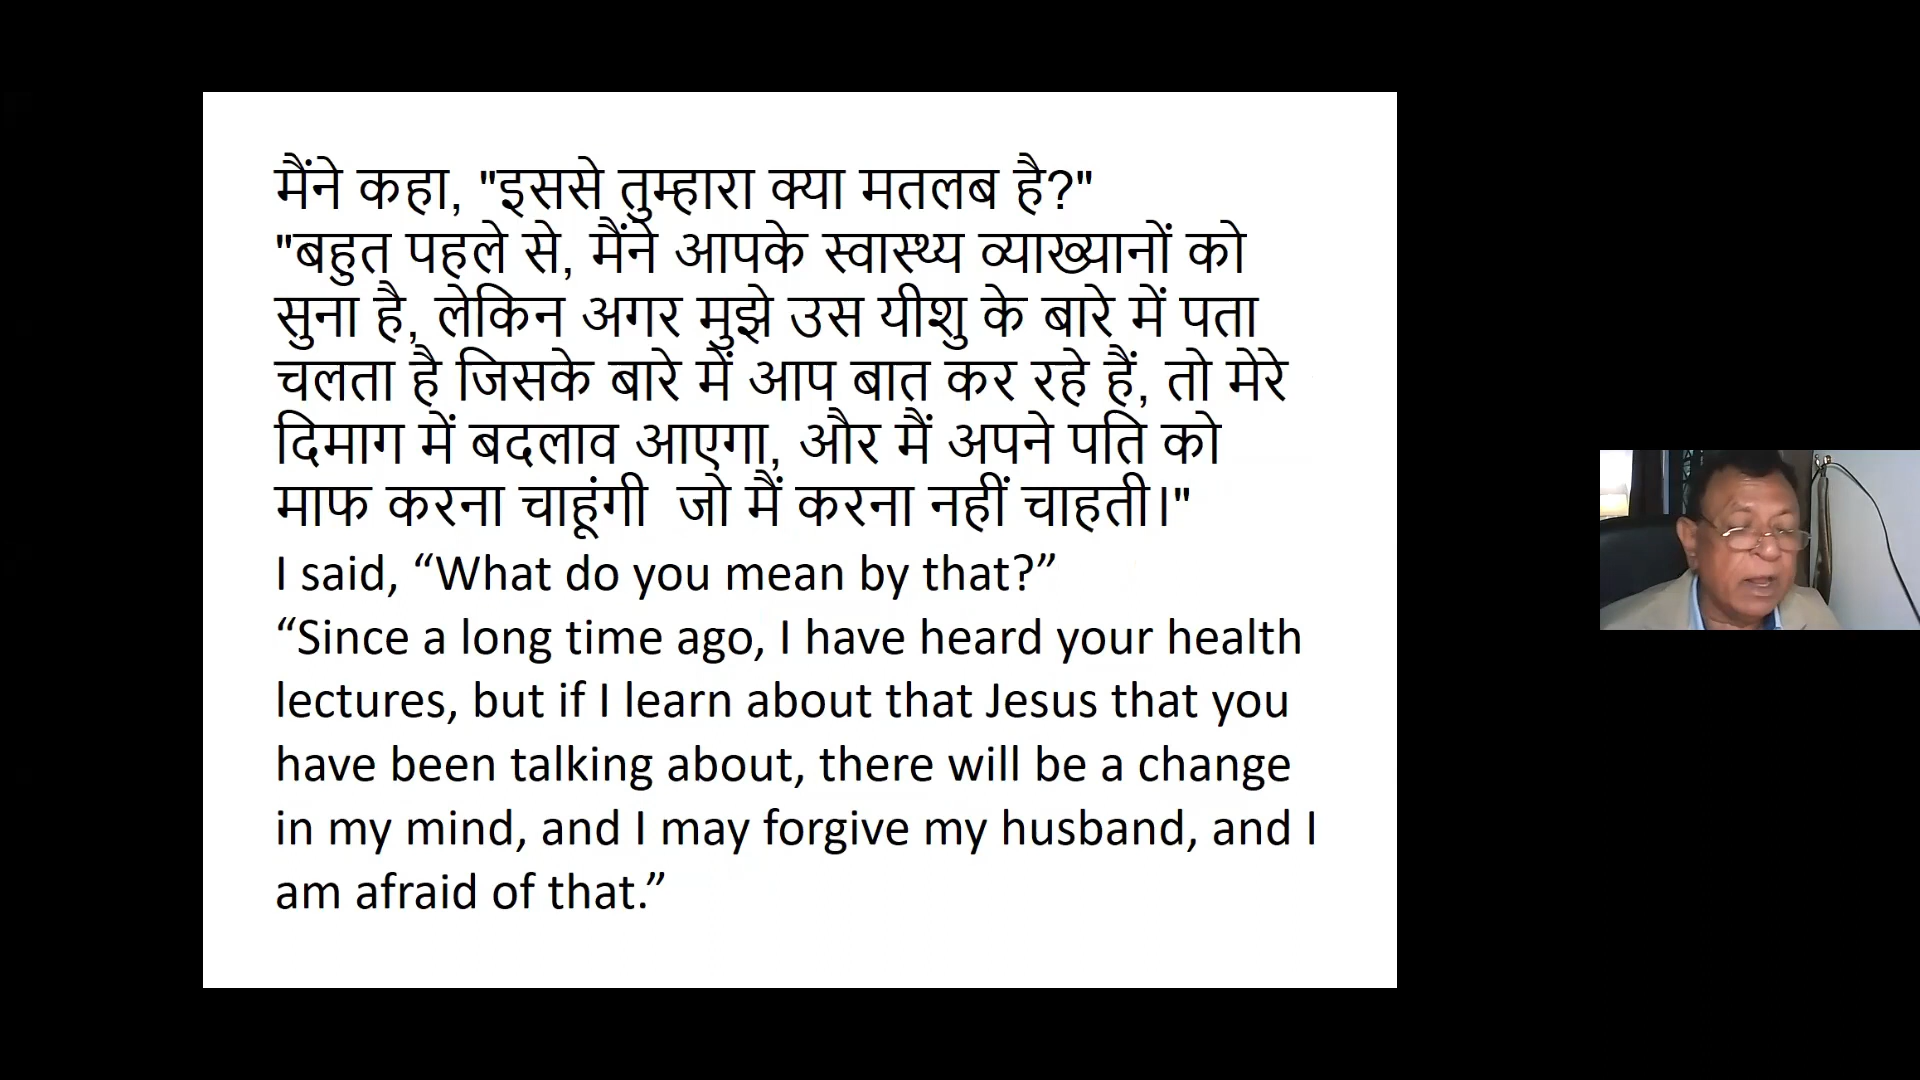 मैंने कहा, "इससे तुम्हारा क्या मतलब है?"
"बहुत पहले से, मैंने आपके स्वास्थ्य व्याख्यानों को
सुना है, लेकिन अगर मुझे उस यीशु के बारे में पता
चलता है जिसके बारे में आप बात कर रहे हैं, तो मेरे
दिमाग में बदलाव आएगा, और मैं अपने पति को
माफ करना चाहूंगी  जो मैं करना नहीं चाहती।"
I said, “What do you mean by that?”
“Since a long time ago, I have heard your health
lectures, but if I learn about that Jesus that you
have been talking about, there will be a change
in my mind, and I may forgive my husband, and I
am afraid of that.”